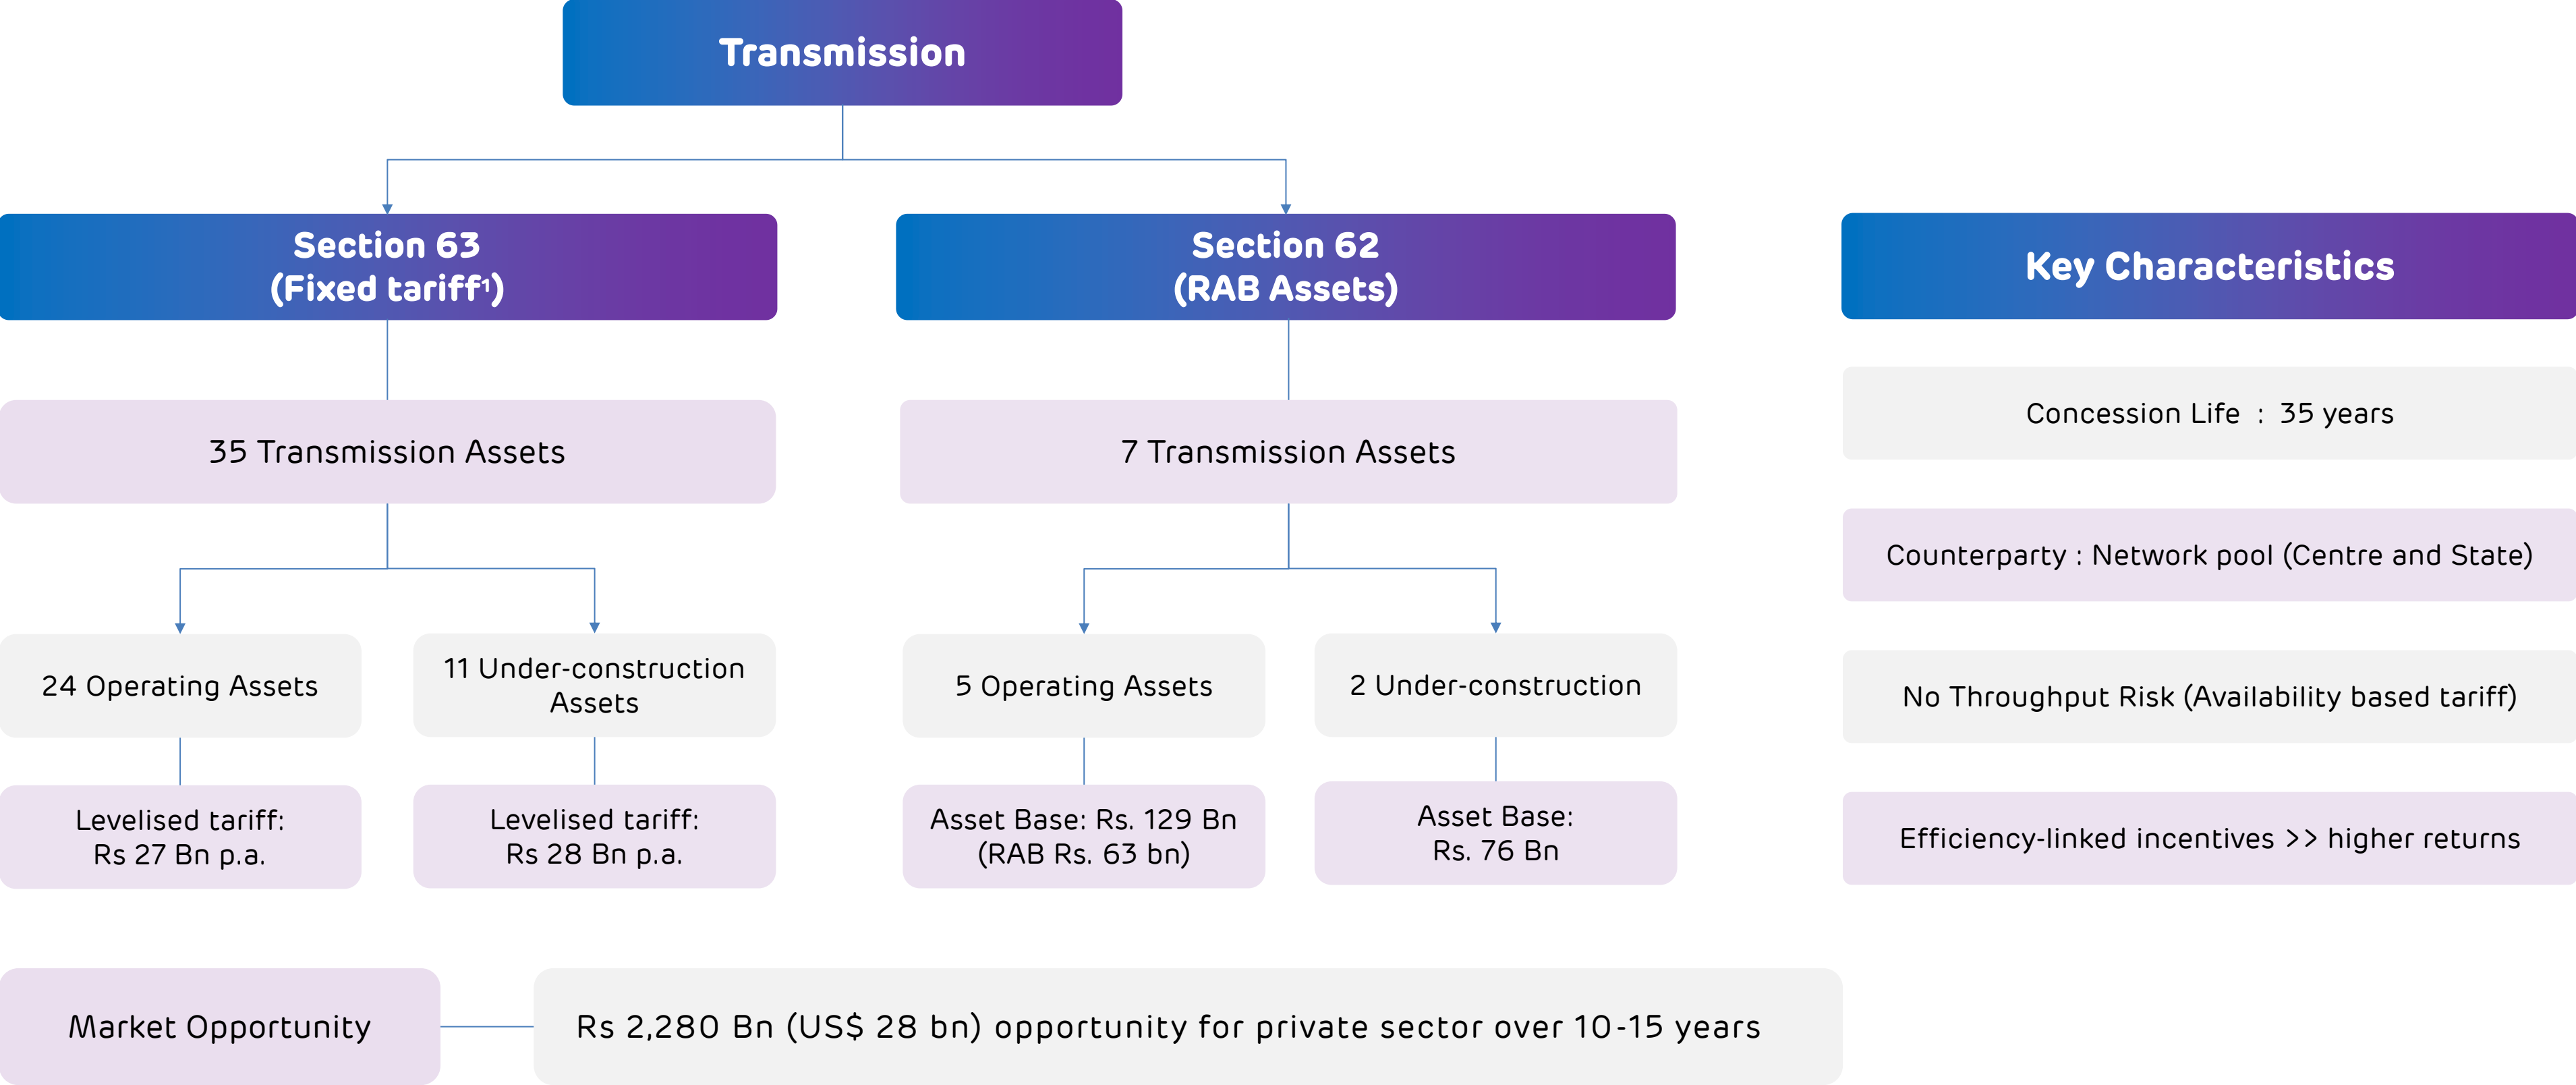 Transmission
Section 63
(Fixed tariff¹)
Section 62
(RAB Assets)
Key Characteristics
35 Transmission Assets
7 Transmission Assets
Concession Life : 35 years
Counterparty : Network pool (Centre and State)
24 Operating Assets
11 Under-construction
Assets
5 Operating Assets
2 Under-construction
No Throughput Risk (Availability based tariff)
Levelised tariff:
Rs 27 Bn p.a.
Levelised tariff:
Rs 28 Bn p.a.
Asset Base: Rs. 129 Bn
(RAB Rs. 63 bn)
Asset Base:
Rs. 76 Bn
Efficiency-linked incentives >> higher returns
Market Opportunity
Rs 2,280 Bn (US$ 28 bn) opportunity for private sector over 10-15 years